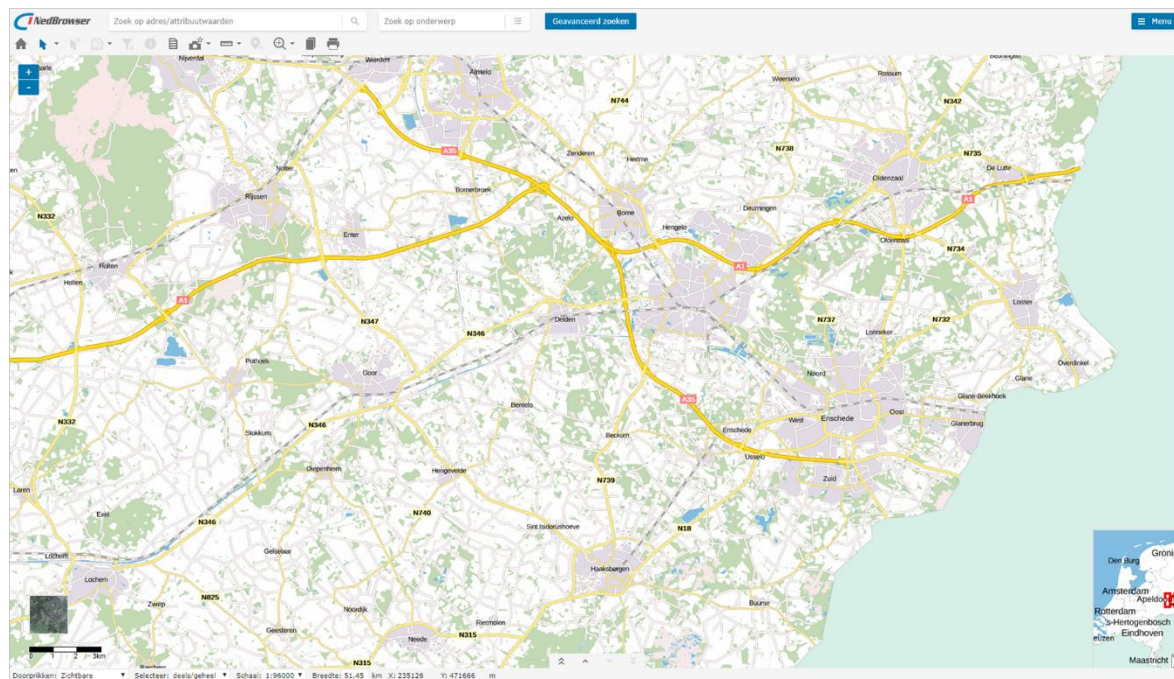 NedBrowser
Zoek op adres/attribuutwaarden
Zoek op onderwerp
Geavanceerd zoeken
Menu
+
-
Nijverdal
Wierden
Almelo
Weerselo
Rossum
N744
N342
A35
N738
N735
Zenderen
Hertme
De Lutte
Notter
Oldenzaal
Rijssen
Bornerbroek
A1
N332
Azelo
Borne
Deurningen
Enter
Hengelo
Oldenzaal
N734
Holten
A1
Holten
A1
Losser
N347
Delden
N737
N732
N346
Lonneker
Pothoek
Overdinkel
Goor
Noord
Glane
Glane-Beekhoek
A35
Bentelo
Oost
N332
N346
West
Enschede
Glanerbrug
Stokkum
Enschede
Beckum
Usselo
Diepenheim
Hengevelde
Zuid
N739
Laren
Exel
N740
N346
Sint Isidorushoeve
N18
Gelselaar
Lochem
Den Burg
Haaksbergen
Lochem
Amsterdam
N825
Zwep
Noordijk
Buurse
Rotterdam
Rietmolen
's-Hertogenbosch
Geesteren
N315
Eindhoven
Neede
0 1 2 3km
N315
Maastricht
Doorprikken: Zichtbare Selecteer: deels/geheel Schaal: 1:96000 Breedte: 51.45 km X: 235126 Y: 471666 m